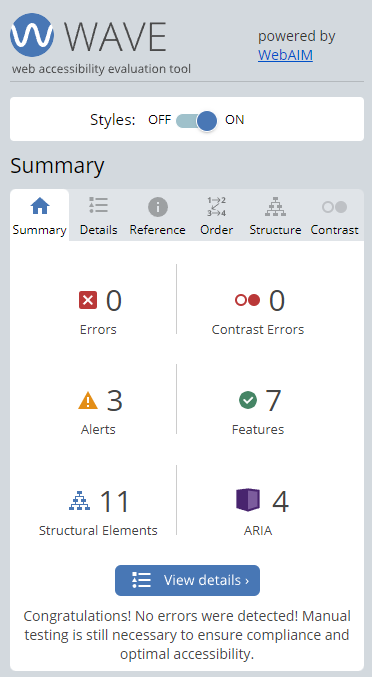 WAVE
web accessibility evaluation tool
powered by
WebAIM
Styles: OFF ON
Summary
Summary Details Reference Order Structure Contrast
0 0
Errors Contrast Errors
3 7
Alerts Features
11 4
Structural Elements ARIA
View details ›
Congratulations! No errors were detected! Manual
testing is still necessary to ensure compliance and
optimal accessibility.